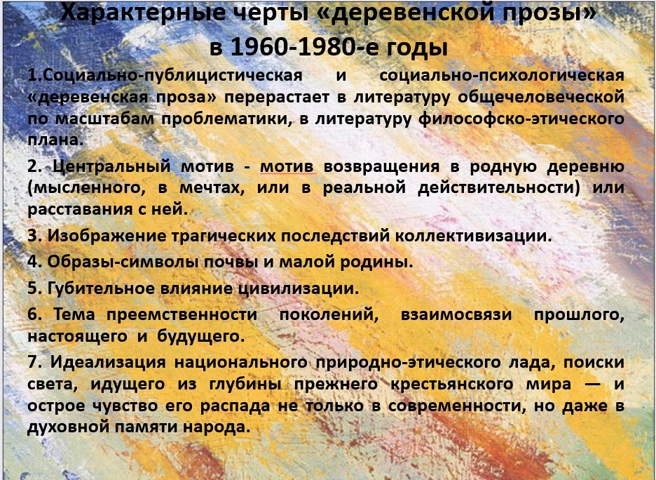 Характерные черты «деревенской прозы»
в 1960-1980-е годы
1.Социально-публицистическая и социально-психологическая
«деревенская проза» перерастает в литературу общечеловеческой
по масштабам проблематики, в литературу философско-этического
плана.
2. Центральный мотив - мотив возвращения в родную деревню
(мысленного, в мечтах, или в реальной действительности) или
расставания с ней.
3. Изображение трагических последствий коллективизации.
4. Образы-символы почвы и малой родины.
5. Губительное влияние цивилизации.
6. Тема преемственности поколений, взаимосвязи прошлого,
настоящего и будущего.
7. Идеализация национального природно-этического лада, поиски
света, идущего из глубины прежнего крестьянского мира — и
острое чувство его распада не только в современности, но даже в
духовной памяти народа.